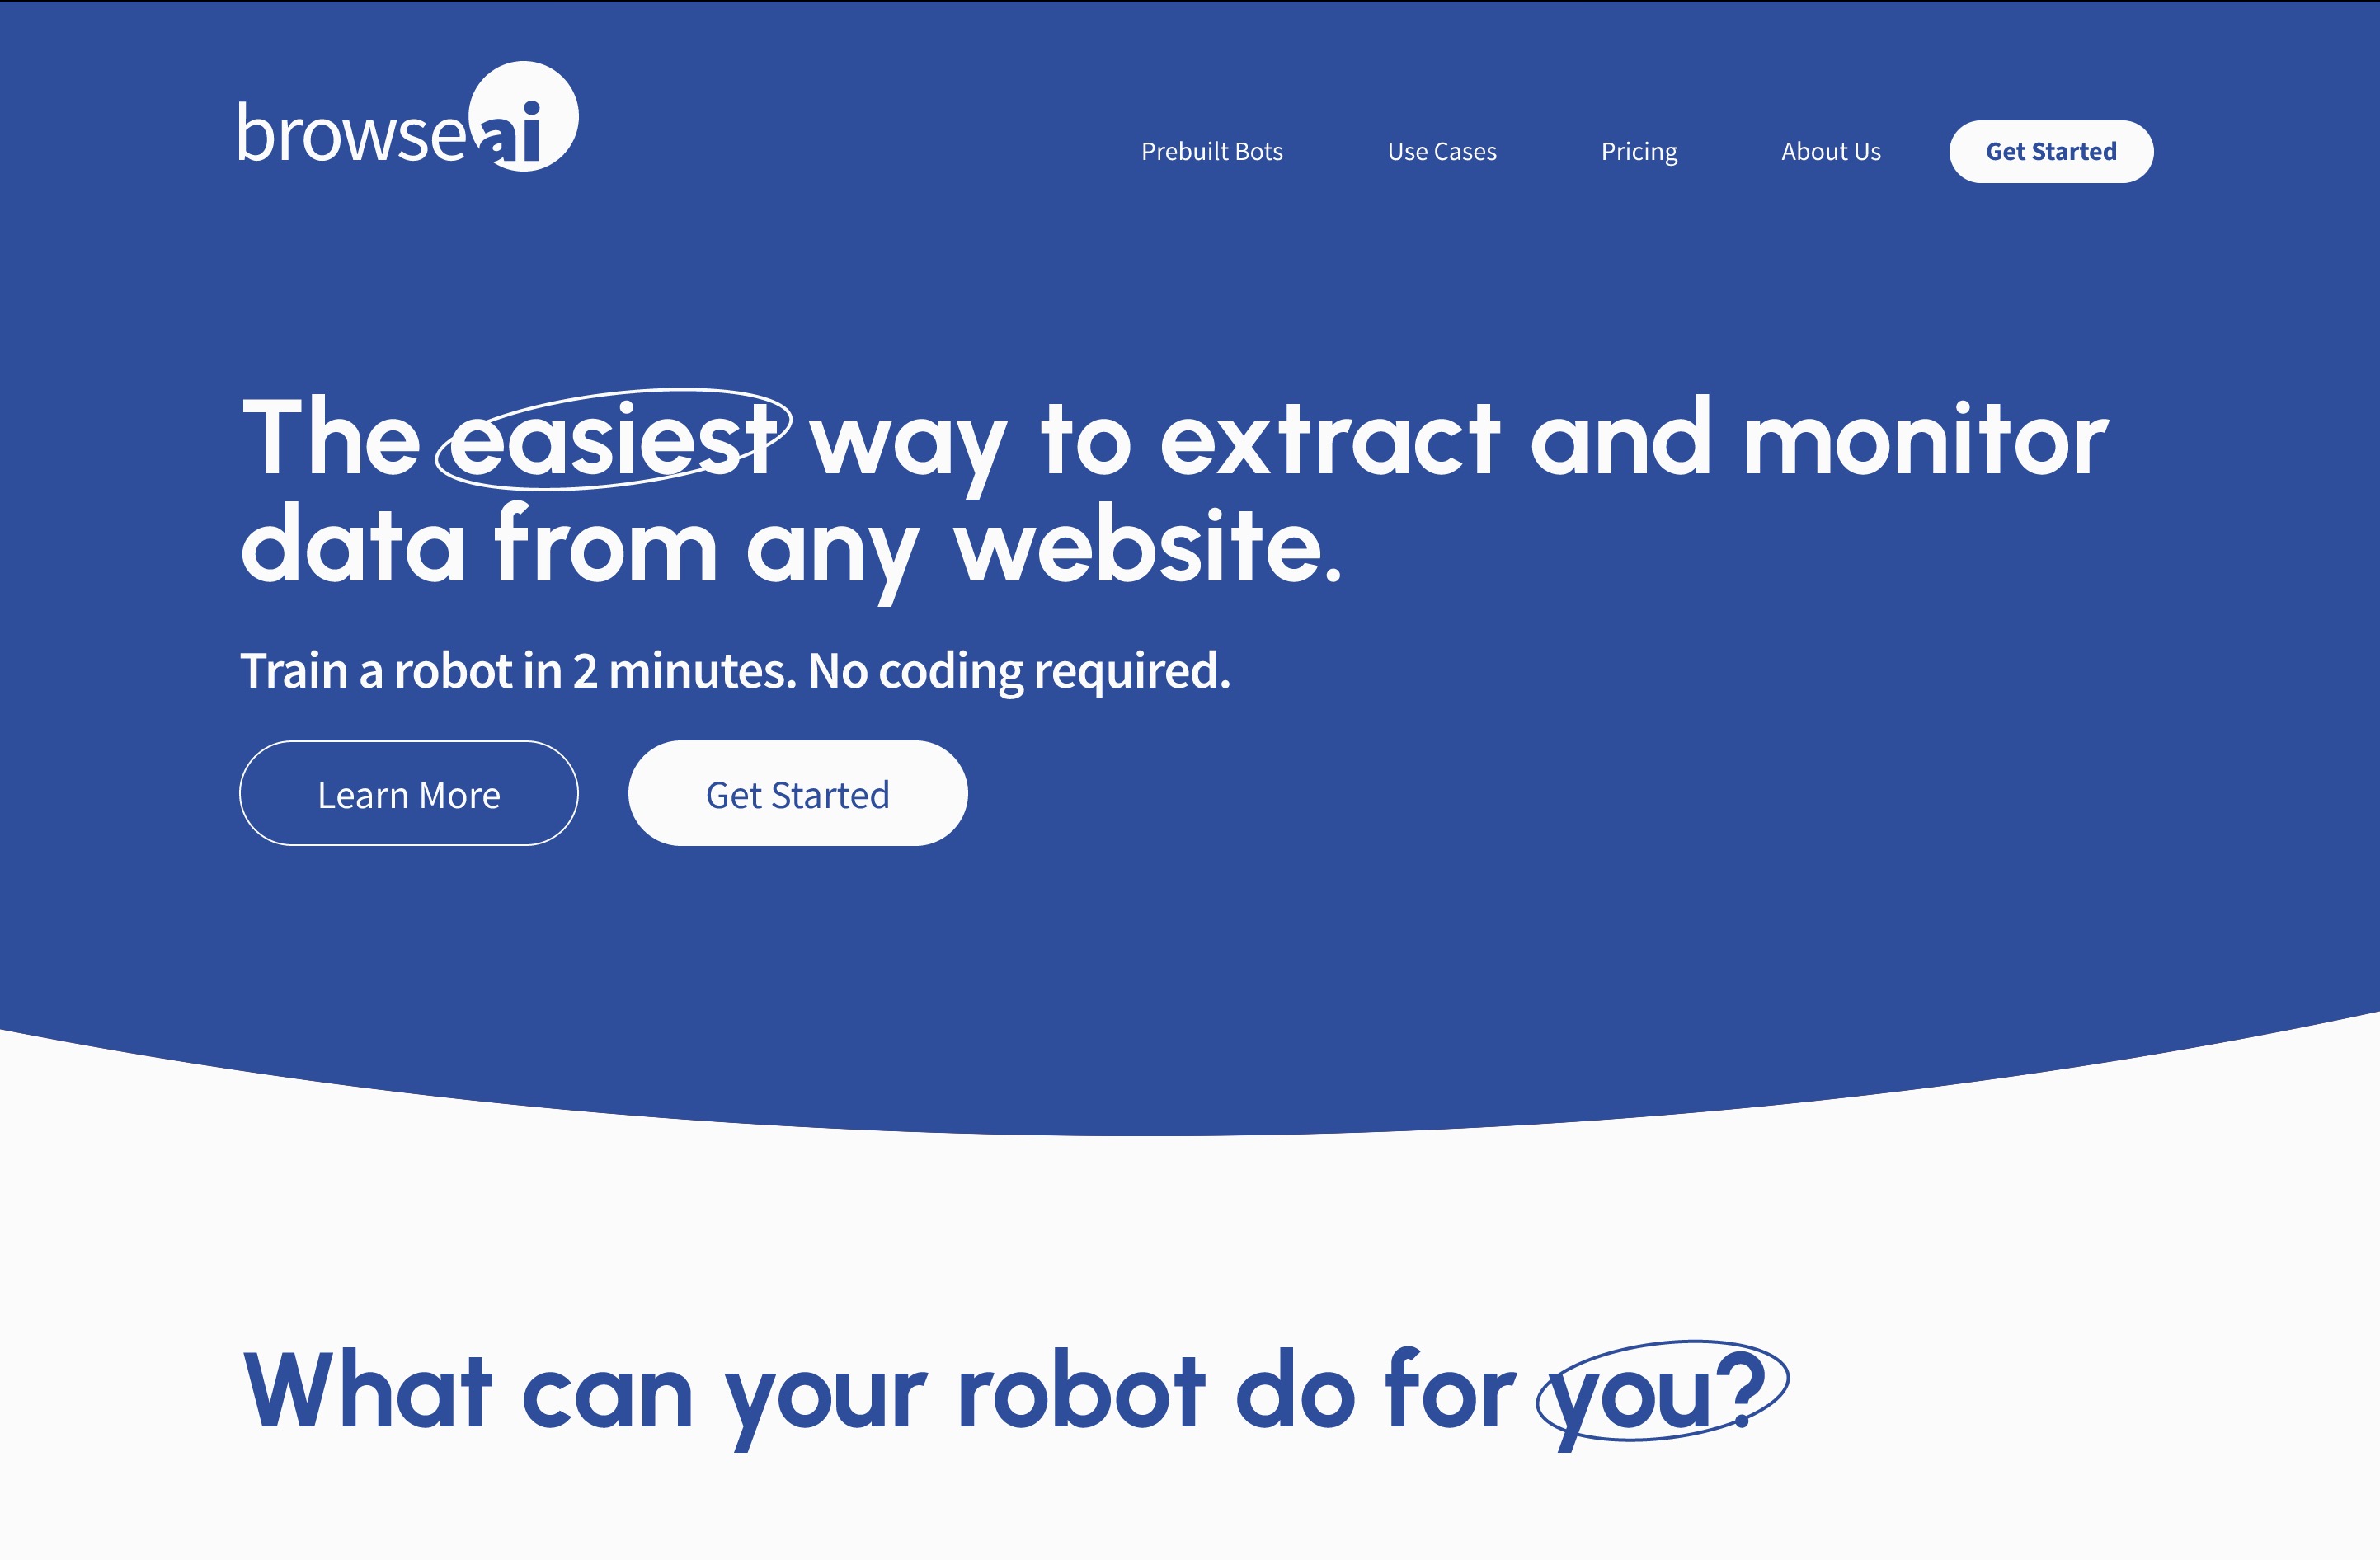 browse ai
Prebuilt Bots
Use Cases
Pricing
About Us
Get Started
The easiest way to extract and monitor
data from any website.
Train a robot in 2 minutes. No coding required.
Learn More
Get Started
What can your robot do for you?